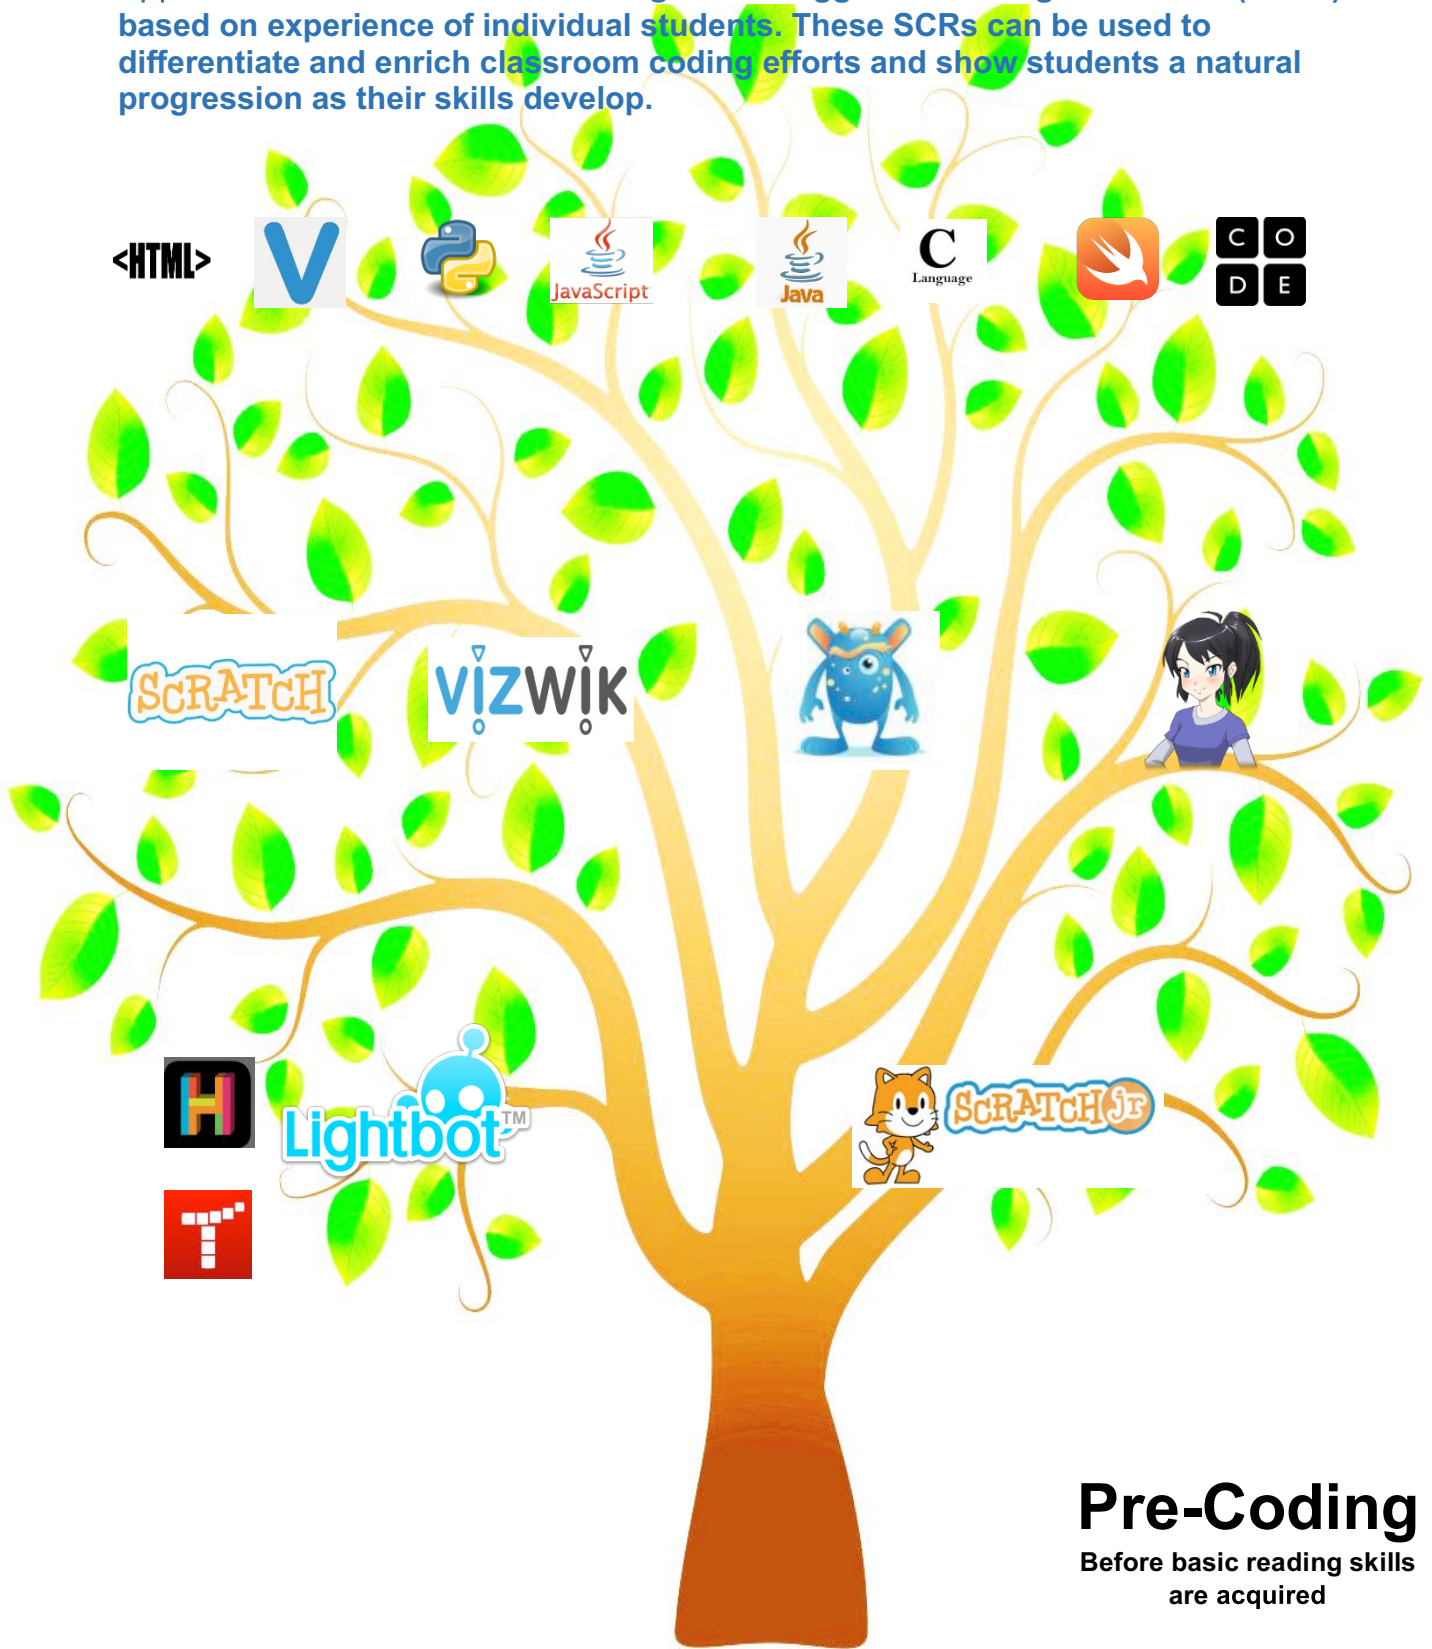 based on experience of individual students. These SCRs can be used to
differentiate and enrich classroom coding efforts and show students a natural
progression as their skills develop.
<HTML>
V
JavaScript
Java
C
Language
C O
D E
SCRATCH
VIZWIK
H
Lightbot™
SCRATCH jr
T
Pre-Coding
Before basic reading skills
are acquired